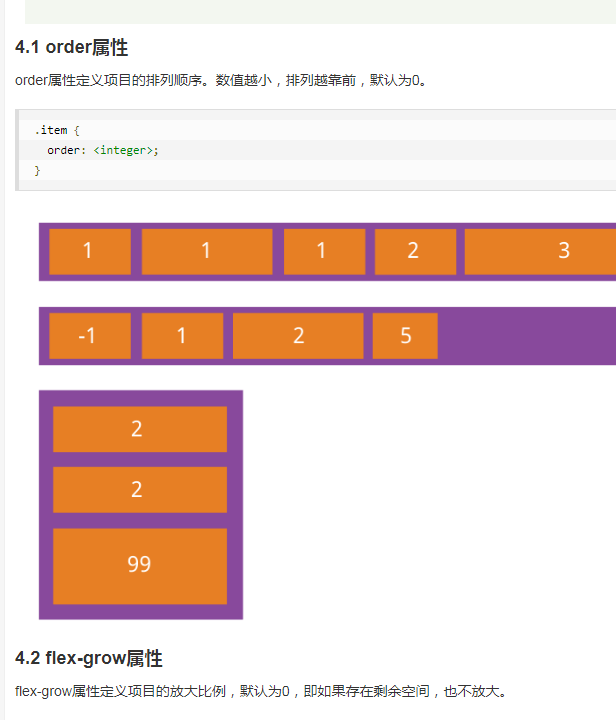 4.1 order属性
order属性定义项目的排列顺序。数值越小，排列越靠前，默认为0。
.item {
  order: <integer>;
}
1 1 1 2 3
-1 1 2 5
2
2
99
4.2 flex-grow属性
flex-grow属性定义项目的放大比例，默认为0，即如果存在剩余空间，也不放大。